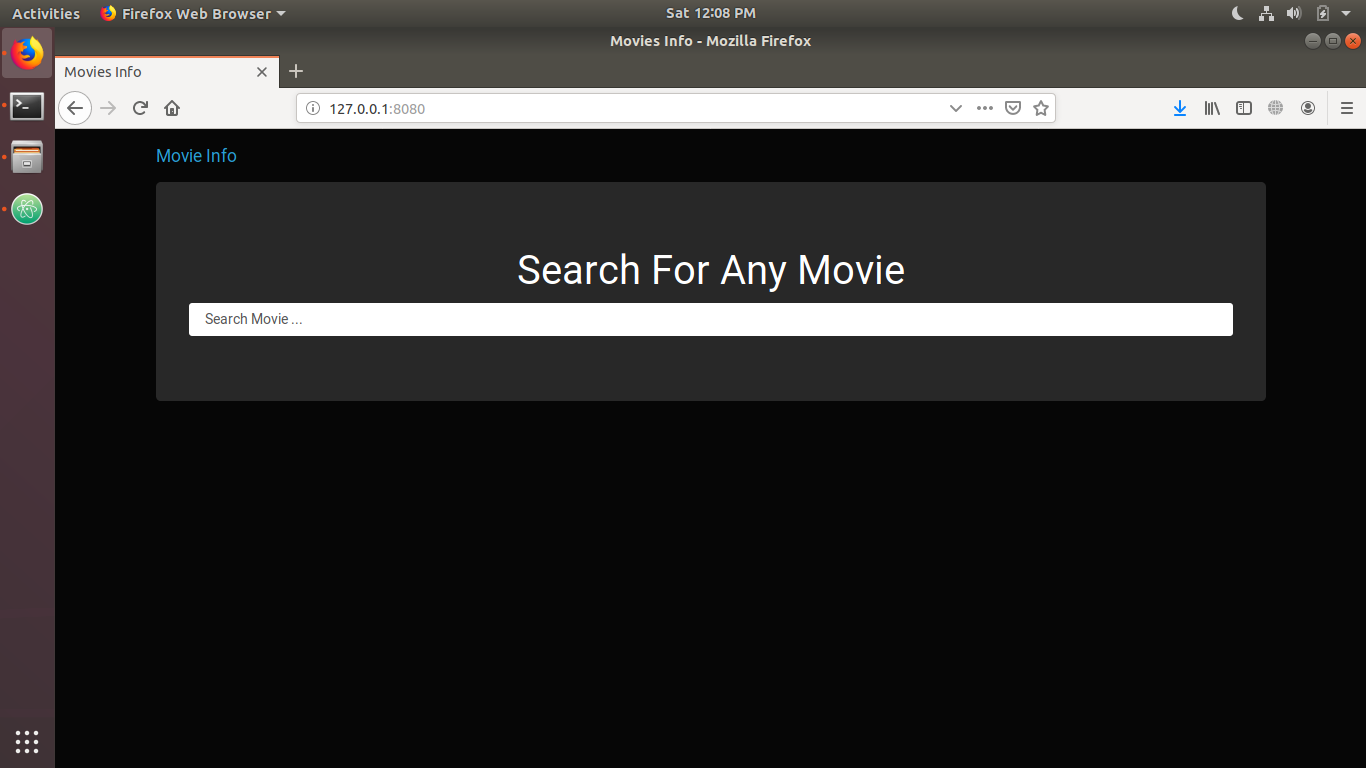 Activities Firefox Web Browser Sat 12:08 PM
Movies Info - Mozilla Firefox
Movies Info
127.0.0.1:8080
Movie Info
Search For Any Movie
Search Movie ...